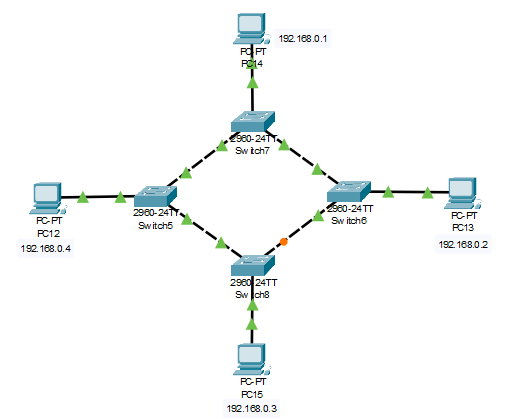 192.168.0.1
PC-PT
PC14
2960-24TT
Switch7
2960-24TT
Switch5
2960-24TT
Switch6
PC-PT
PC12
192.168.0.4
PC-PT
PC13
192.168.0.2
2960-24TT
Switch8
PC-PT
PC15
192.168.0.3